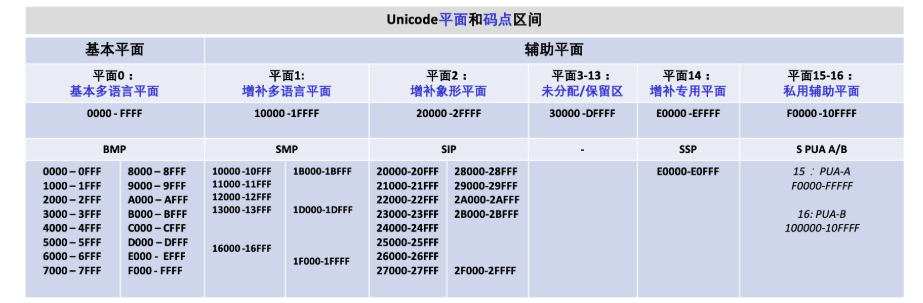 Unicode平面和码点区间
基本平面 辅助平面
平面0： 平面1: 平面2： 平面3-13： 平面14： 平面15-16：
基本多语言平面 增补多语言平面 增补象形平面 未分配/保留区 增补专用平面 私用辅助平面
0000 - FFFF 10000 -1FFFF 20000 -2FFFF 30000 -DFFFF E0000 -EFFFF F0000-10FFFF
BMP SMP SIP - SSP S PUA A/B
0000 – 0FFF 8000 – 8FFF 10000 -10FFF 1B000-1BFFF 20000-20FFF 28000-28FFF E0000-E0FFF 15： PUA-A
1000 – 1FFF 9000 – 9FFF 11000-11FFF 21000-21FFF 29000-29FFF F0000-FFFFF
2000 – 2FFF A000 – AFFF 12000-12FFF 22000-22FFF 2A000-2AFFF
3000 – 3FFF B000 – BFFF 13000 -13FFF 1D000-1DFFF 23000-23FFF 2B000-2BFFF 16: PUA-B
4000 – 4FFF C000 – CFFF 24000-24FFF 100000-10FFFF
5000 – 5FFF D000 – DFFF 25000-25FFF
6000 – 6FFF E000 - EFFF 16000 -16FFF 26000-26FFF
7000 – 7FFF F000 - FFFF 1F000-1FFFF 27000-27FFF 2F000-2FFFF